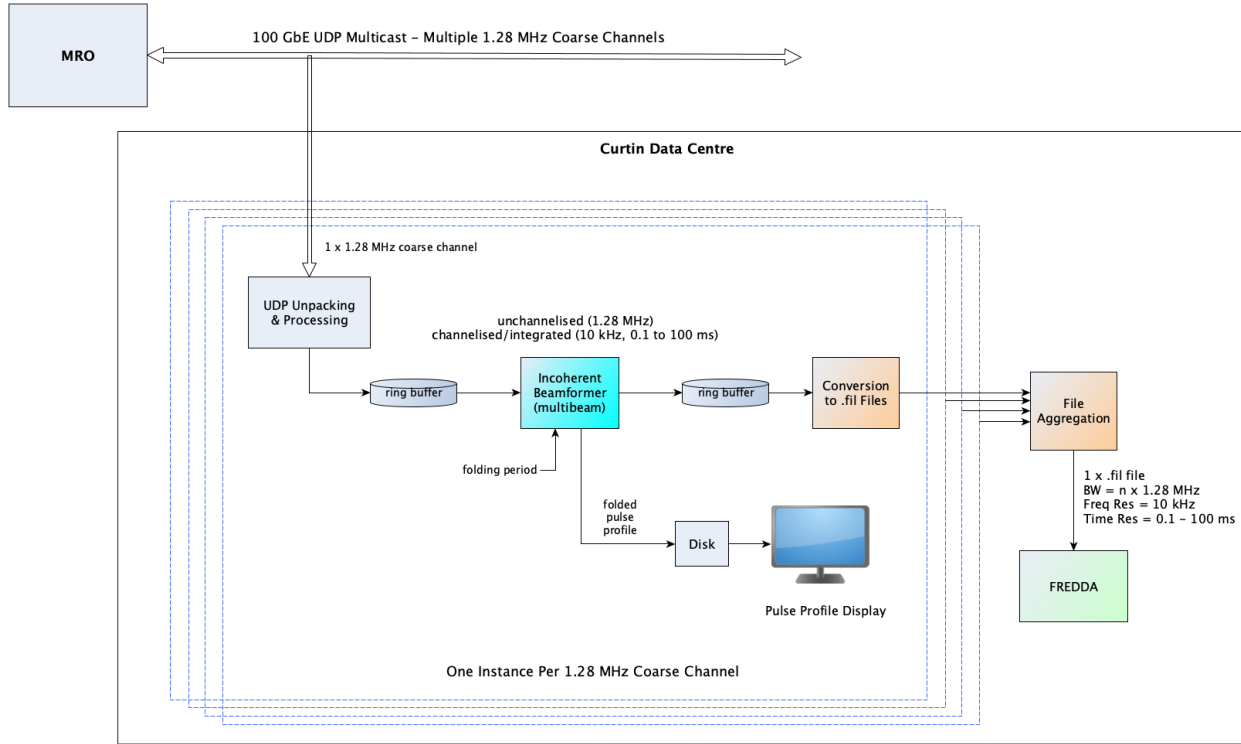 MRO
100 GbE UDP Multicast – Multiple 1.28 MHz Coarse Channels
Curtin Data Centre
1 x 1.28 MHz coarse channel
UDP Unpacking
& Processing
unchannelised (1.28 MHz)
channelised/integrated (10 kHz, 0.1 to 100 ms)
ring buffer
Incoherent
Beamformer
(multibeam)
ring buffer
Conversion
to .fil Files
File
Aggregation
folding period
1 x .fil file
BW = n x 1.28 MHz
Freq Res = 10 kHz
Time Res = 0.1 – 100 ms
folded
pulse
profile
Disk
FREDDA
Pulse Profile Display
One Instance Per 1.28 MHz Coarse Channel